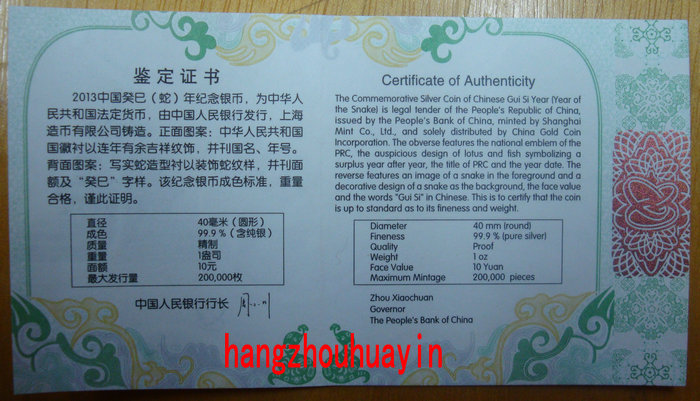 鉴定证书
2013中国癸巳（蛇）年纪念银币，为中华人
民共和国法定货币，由中国人民银行发行，上海
造币有限公司铸造。正面图案：中华人民共和国
国徽衬以连年有余吉祥纹饰，并刊国名、年号。
背面图案：写实蛇造型衬以装饰蛇纹样，并刊面
额及“癸巳”字样。该纪念银币成色标准，重量
合格，谨此证明。
直径 40毫米（圆形）
成色 99.9％（含纯银）
质量 精制
重量 1盎司
面额 10元
最大发行量 200,000枚
中国人民银行行长
Certificate of Authenticity
The Commemorative Silver Coin of Chinese Gui Si Year (Year of
the Snake) is legal tender of the People's Republic of China,
issued by the People's Bank of China, minted by Shanghai
Mint Co., Ltd., and solely distributed by China Gold Coin
Incorporation. The obverse features the national emblem of the
PRC, the auspicious design of lotus and fish symbolizing a
surplus year after year, the title of PRC and the year date. The
reverse features an image of a snake in the foreground and a
decorative design of a snake as the background, the face value
and the words "Gui Si" in Chinese. This is to certify that the coin
is up to standard as to its fineness and weight.
Diameter 40 mm (round)
Fineness 99.9 % (pure silver)
Quality Proof
Weight 1 oz
Face Value 10 Yuan
Maximum Mintage 200,000 pieces
Zhou Xiaochuan
Governor
The People's Bank of China
hangzhouhuayin